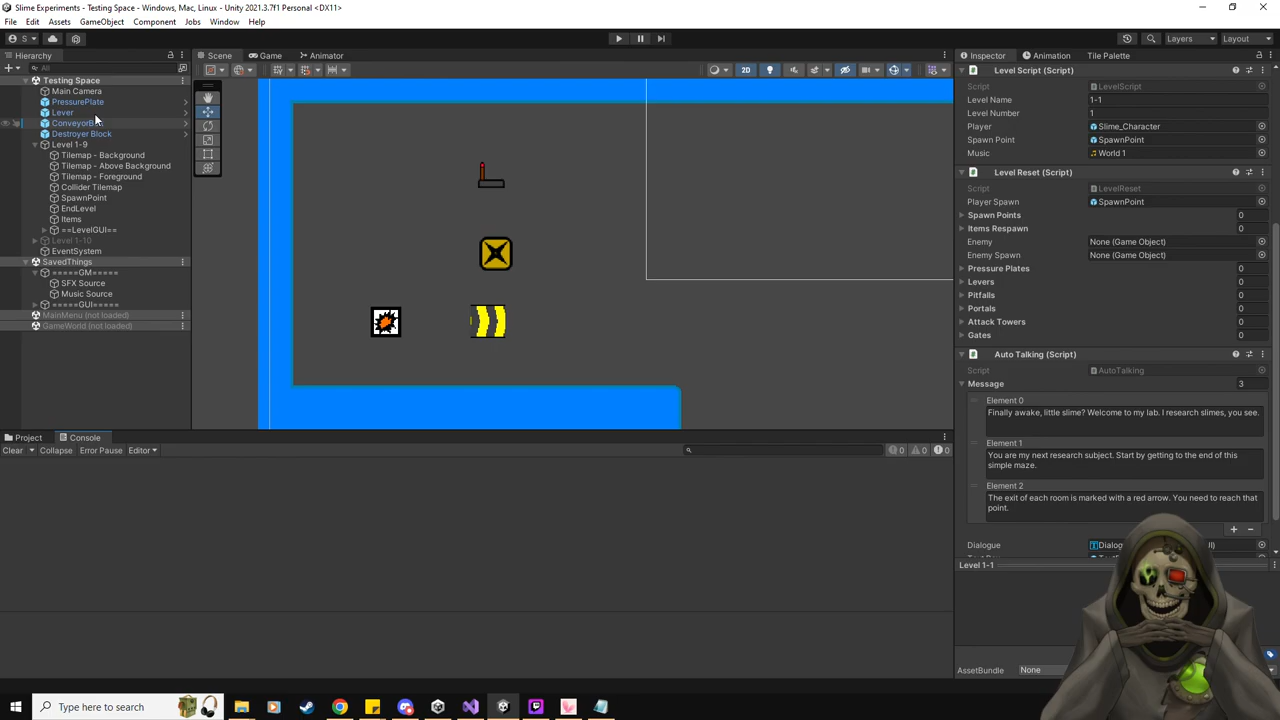 Slime Experiments - Testing Space - Windows, Mac, Linux - Unity 2021.3.7f1 Personal <DX11>
File Edit Assets GameObject Component Jobs Window Help
S Layers Layout
Hierarchy Scene Game Animator Inspector Animation Tile Palette
All 2D
Testing Space
Main Camera
PressurePlate
Lever
Destroyer Block
Level 1-9
Tilemap - Background
Tilemap - Above Background
Tilemap - Foreground
Collider Tilemap
SpawnPoint
EndLevel
Items
==LevelGUI==
Level 1-10
EventSystem
SavedThings
=====GM=====
SFX Source
Music Source
=====GUI=====
MainMenu (not loaded)
GameWorld (not loaded)
Level Script (Script)
Script LevelScript
Level Name 1-1
Level Number 1
Player Slime_Character
Spawn Point SpawnPoint
Music World 1
Level Reset (Script)
Script LevelReset
Player Spawn SpawnPoint
Spawn Points 0
Items Respawn 0
Enemy None (Game Object)
Enemy Spawn None (Game Object)
Pressure Plates 0
Levers 0
Pitfalls 0
Portals 0
Attack Towers 0
Gates 0
Auto Talking (Script)
Script AutoTalking
Message 3
Element 0
Finally awake, little slime? Welcome to my lab. I research slimes, you see.
Element 1
You are my next research subject. Start by getting to the end of this
simple maze.
Element 2
The exit of each room is marked with a red arrow. You need to reach that
point.
Dialogue
Level 1-1
AssetBundle None
Project Console
Clear Collapse Error Pause Editor 0 0 0
Type here to search